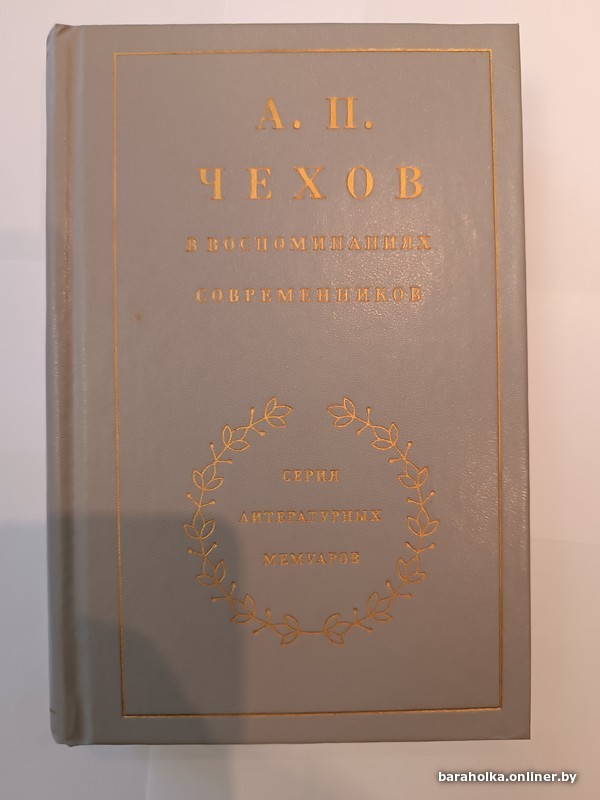 А. П.
ЧЕХОВ
В ВОСПОМИНАНИЯХ
СОВРЕМЕННИКОВ
СЕРИЯ
ЛИТЕРАТУРНЫХ
МЕМУАРОВ
baraholka.onliner.by